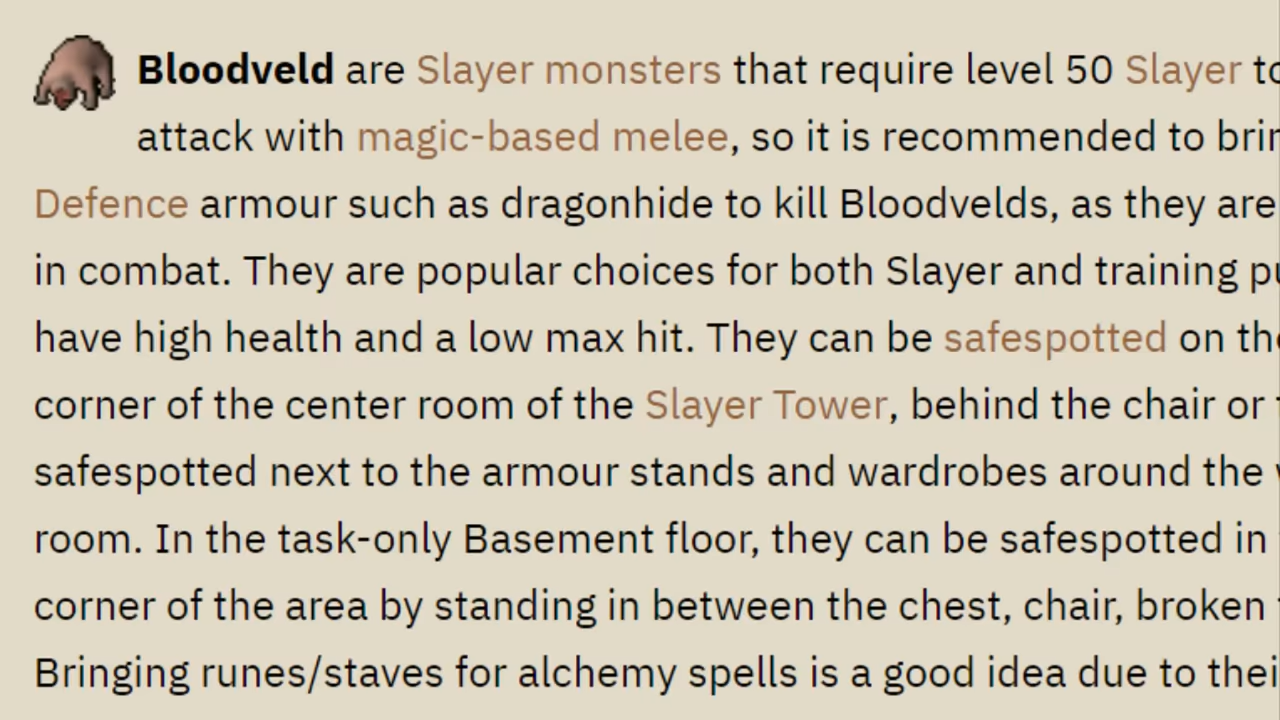 Bloodveld are Slayer monsters that require level 50 Slayer to
attack with magic-based melee, so it is recommended to
Defence armour such as dragonhide to kill Bloodvelds, as they are
in combat. They are popular choices for both Slayer and training
have high health and a low max hit. They can be safespotted on
corner of the center room of the Slayer Tower, behind the chair or
safespotted next to the armour stands and wardrobes around the
room. In the task-only Basement floor, they can be safespotted in
corner of the area by standing in between the chest, chair, broken
Bringing runes/staves for alchemy spells is a good idea due to